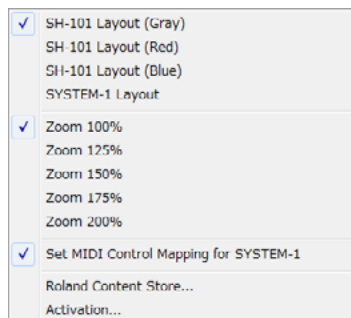 SH-101 Layout (Gray)
SH-101 Layout (Red)
SH-101 Layout (Blue)
SYSTEM-1 Layout
Zoom 100%
Zoom 125%
Zoom 150%
Zoom 175%
Zoom 200%
Set MIDI Control Mapping for SYSTEM-1
Roland Content Store...
Activation...